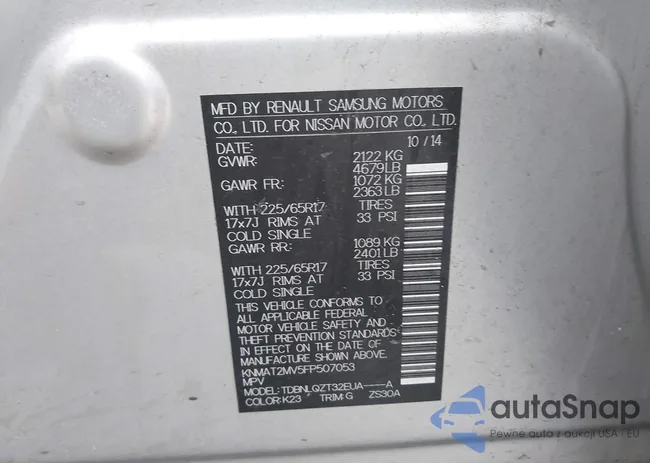 MFD BY RENAULT SAMSUNG MOTORS
CO., LTD. FOR NISSAN MOTOR CO., LTD.
DATE: 10/14
GVWR: 2122 KG
4679LB
GAWR FR: 1072 KG
2363 LB
WITH 225/65R17 TIRES
17x7J RIMS AT 33 PSI
COLD SINGLE
GAWR RR: 1089 KG
2401 LB
WITH 225/65R17 TIRES
17x7J RIMS AT 33 PSI
COLD SINGLE
THIS VEHICLE CONFORMS TO
ALL APPLICABLE FEDERAL
MOTOR VEHICLE SAFETY AND
THEFT PREVENTION STANDARDS
IN EFFECT ON THE DATE OF
MANUFACTURE SHOWN ABOVE.
KNMAT2MV5FP507053
MPV
MODEL: TDBNLQZT32EUA----A
COLOR:K23 TRIM:G ZS30A
autoSnap
Pewne auto z aukcji USA i EU